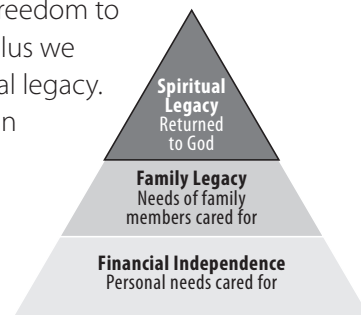 reedom to
lus we
al legacy.
n
Spiritual
Legacy
Returned
to God
Family Legacy
Needs of family
members cared for
Financial Independence
Personal needs cared for